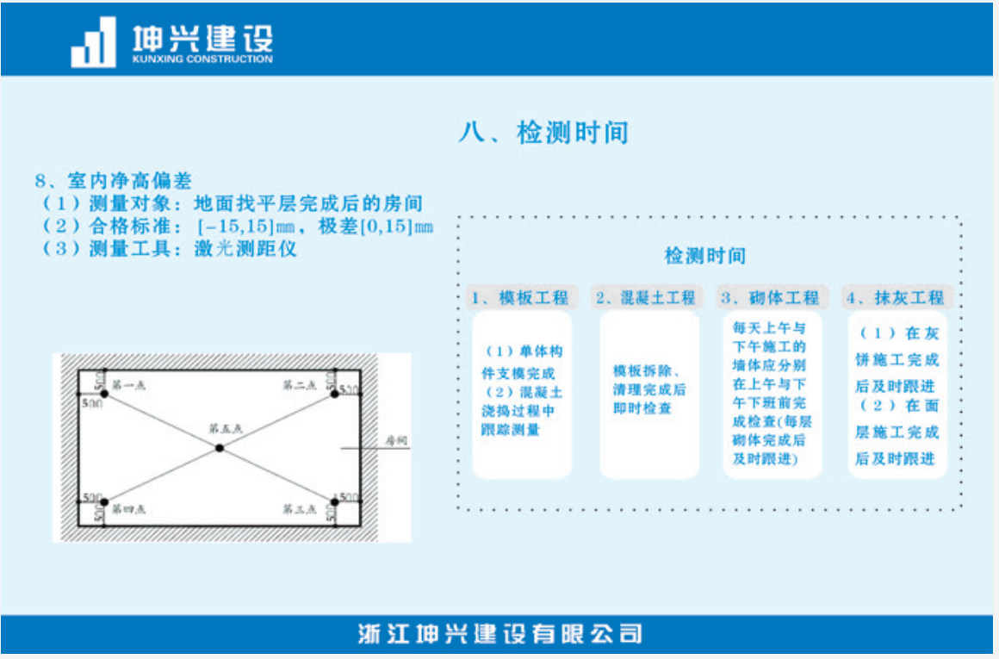 坤兴建设
KUNXING CONSTRUCTION
八、检测时间
8、室内净高偏差
（1）测量对象：地面找平层完成后的房间
（2）合格标准：[-15,15]㎜，极差[0,15]㎜
（3）测量工具：激光测距仪
500
500
第一点
第二点
500
500
第五点
房间
500
500
第四点
第三点
500
500
检测时间
1、模板工程
（1）单体构
件支模完成
（2）混凝土
浇捣过程中
跟踪测量
2、混凝土工程
模板拆除、
清理完成后
即时检查
3、砌体工程
每天上午与
下午施工的
墙体应分别
在上午与下
午下班前完
成检查(每层
砌体完成后
及时跟进)
4、抹灰工程
（1）在灰
饼施工完成
后及时跟进
（2）在面
层施工完成
后及时跟进
浙江坤兴建设有限公司